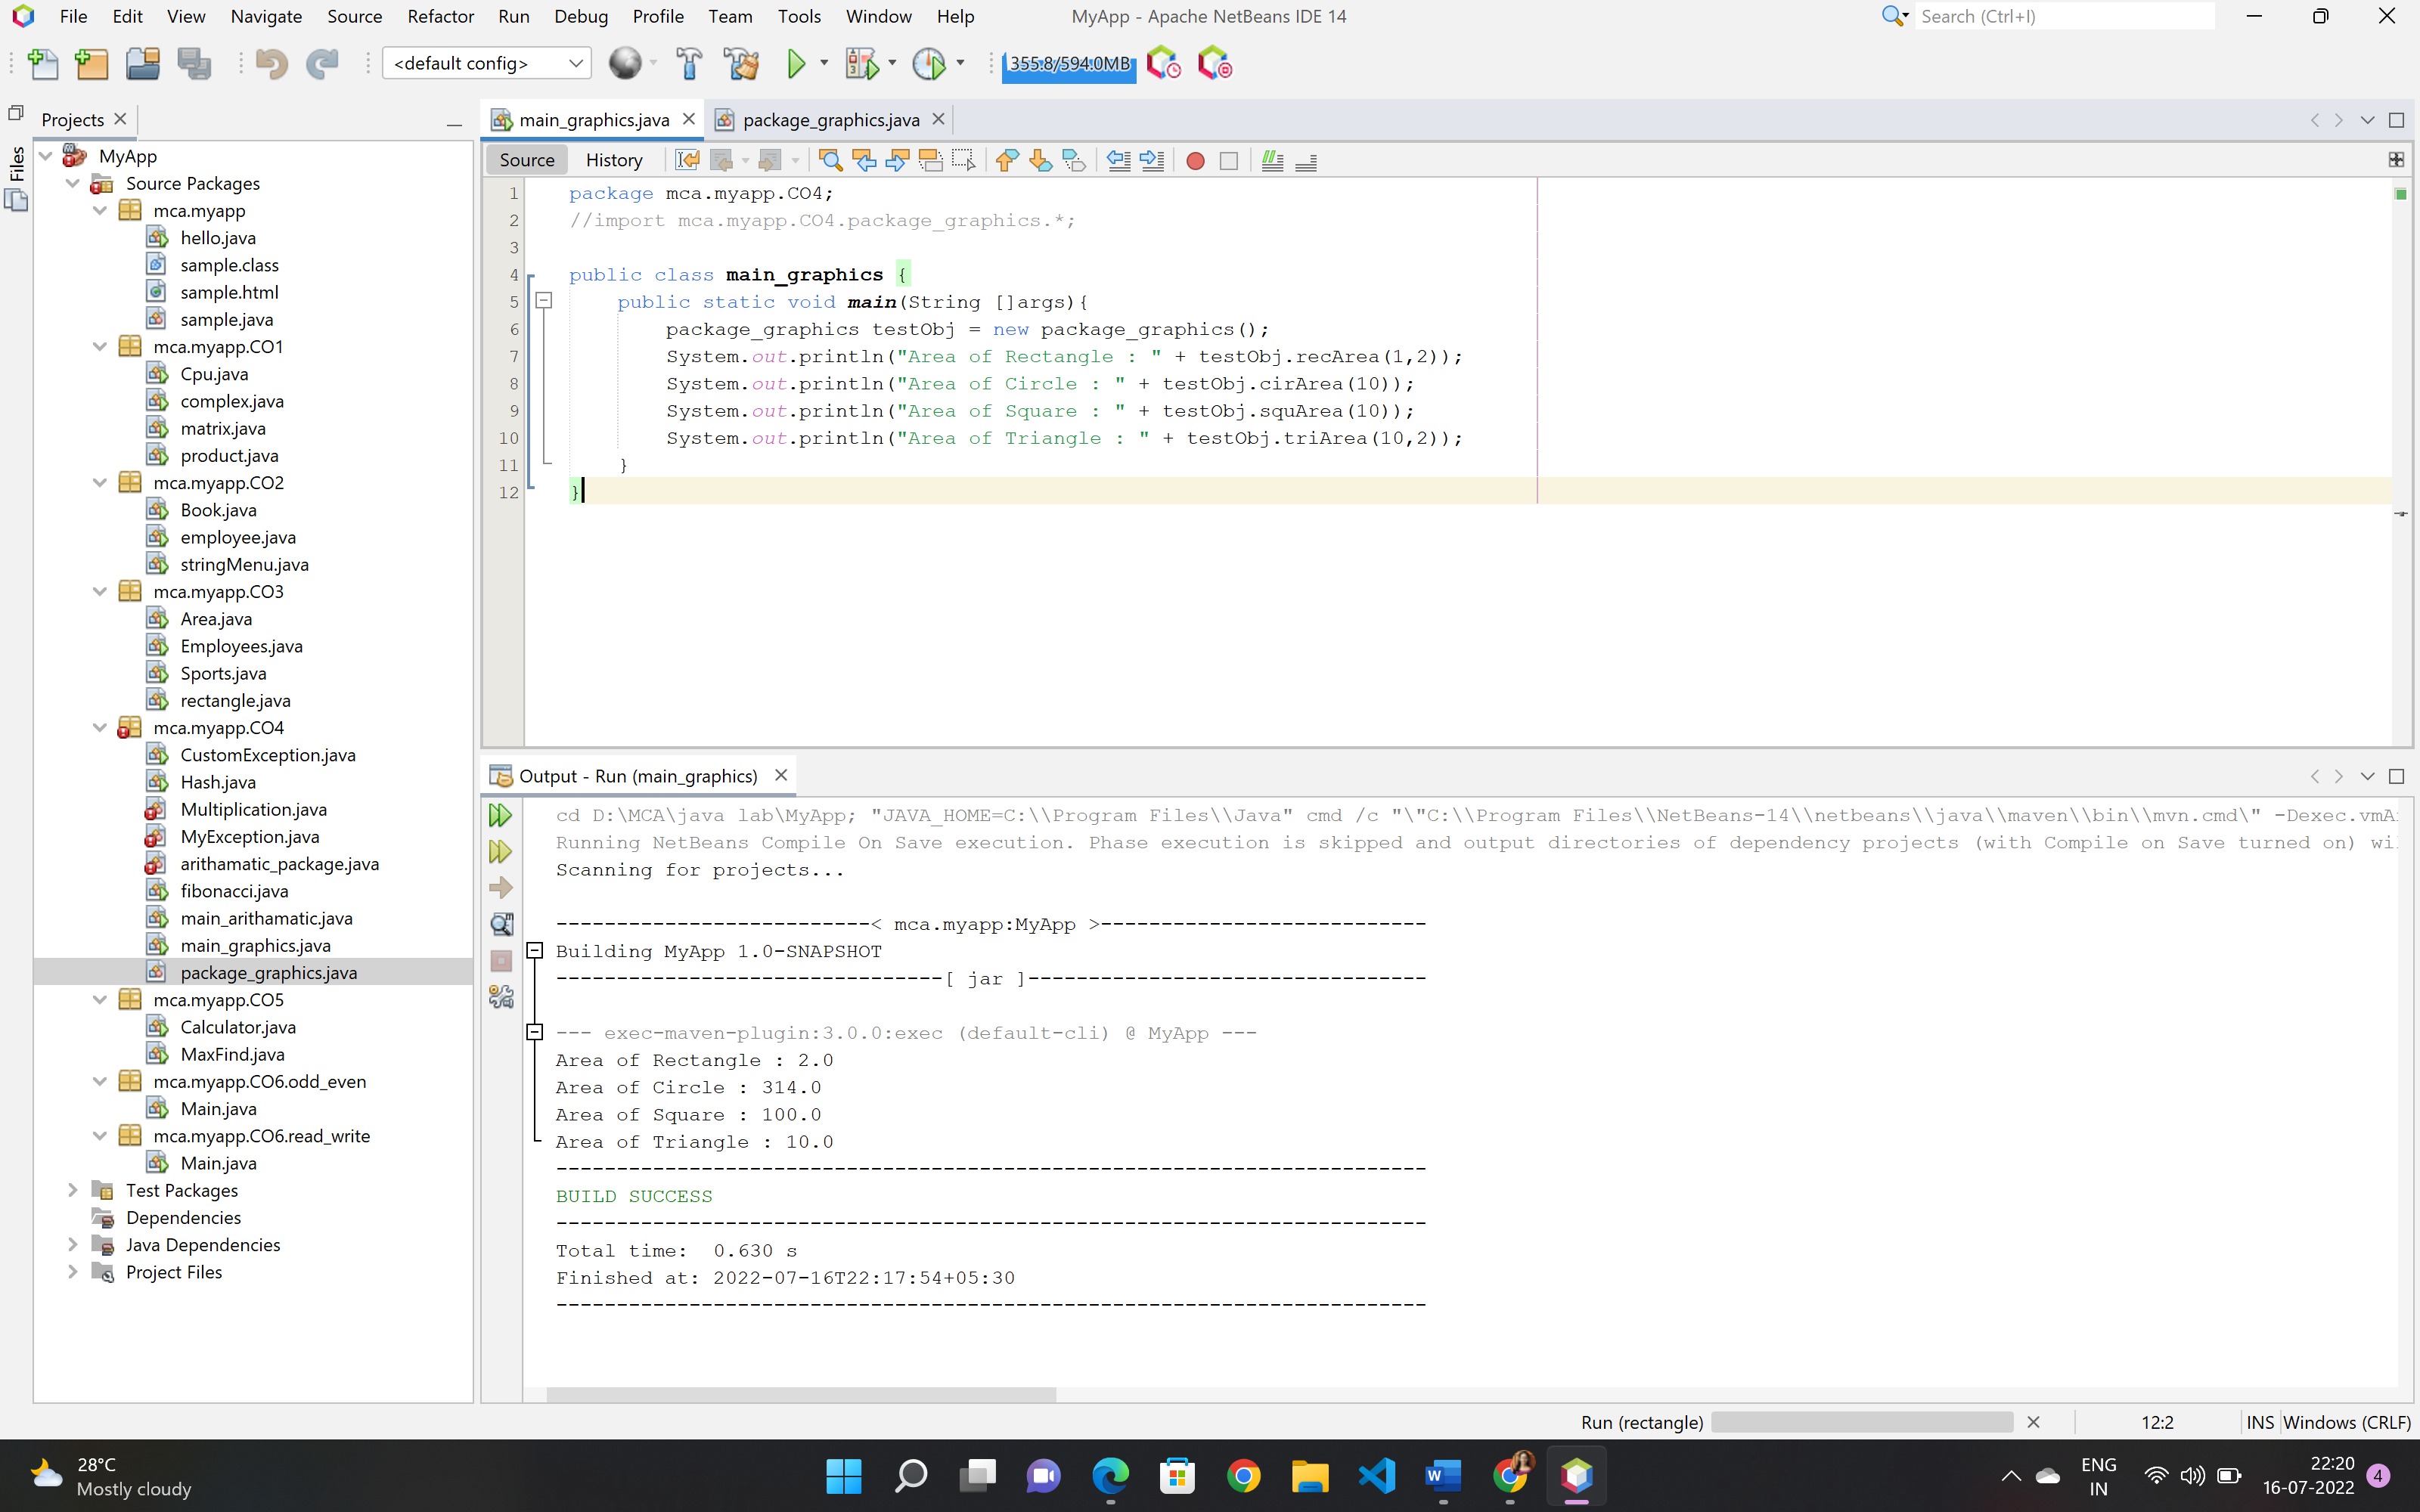 File Edit View Navigate Source Refactor Run Debug Profile Team Tools Window Help MyApp - Apache NetBeans IDE 14 Search (Ctrl+I)
<default config> 355.8/594.0MB
Projects
Files
MyApp
Source Packages
mca.myapp
hello.java
sample.class
sample.html
sample.java
mca.myapp.CO1
Cpu.java
complex.java
matrix.java
product.java
mca.myapp.CO2
Book.java
employee.java
stringMenu.java
mca.myapp.CO3
Area.java
Employees.java
Sports.java
rectangle.java
mca.myapp.CO4
CustomException.java
Hash.java
Multiplication.java
MyException.java
arithamatic_package.java
fibonacci.java
main_arithamatic.java
main_graphics.java
package_graphics.java
mca.myapp.CO5
Calculator.java
MaxFind.java
mca.myapp.CO6.odd_even
Main.java
mca.myapp.CO6.read_write
Main.java
Test Packages
Dependencies
Java Dependencies
Project Files
main_graphics.java package_graphics.java
Source History
1 package mca.myapp.CO4;
2 //import mca.myapp.CO4.package_graphics.*;
3
4 public class main_graphics {
5 public static void main(String []args){
6 package_graphics testObj = new package_graphics();
7 System.out.println("Area of Rectangle : " + testObj.recArea(1,2));
8 System.out.println("Area of Circle : " + testObj.cirArea(10));
9 System.out.println("Area of Square : " + testObj.squArea(10));
10 System.out.println("Area of Triangle : " + testObj.triArea(10,2));
11 }
12 }
Output - Run (main_graphics)
cd D:\MCA\java lab\MyApp; "JAVA_HOME=C:\\Program Files\\Java" cmd /c "\"C:\\Program Files\\NetBeans-14\\netbeans\\java\\maven\\bin\\mvn.cmd\" -Dexec.vmA
Running NetBeans Compile On Save execution. Phase execution is skipped and output directories of dependency projects (with Compile on Save turned on) wi
Scanning for projects...
--------------------------< mca.myapp:MyApp >---------------------------
Building MyApp 1.0-SNAPSHOT
--------------------------------[ jar ]---------------------------------
--- exec-maven-plugin:3.0.0:exec (default-cli) @ MyApp ---
Area of Rectangle : 2.0
Area of Circle : 314.0
Area of Square : 100.0
Area of Triangle : 10.0
------------------------------------------------------------------------
BUILD SUCCESS
------------------------------------------------------------------------
Total time:  0.630 s
Finished at: 2022-07-16T22:17:54+05:30
------------------------------------------------------------------------
Run (rectangle) 12:2 INS Windows (CRLF)
28°C
Mostly cloudy
ENG
IN
22:20
16-07-2022
4